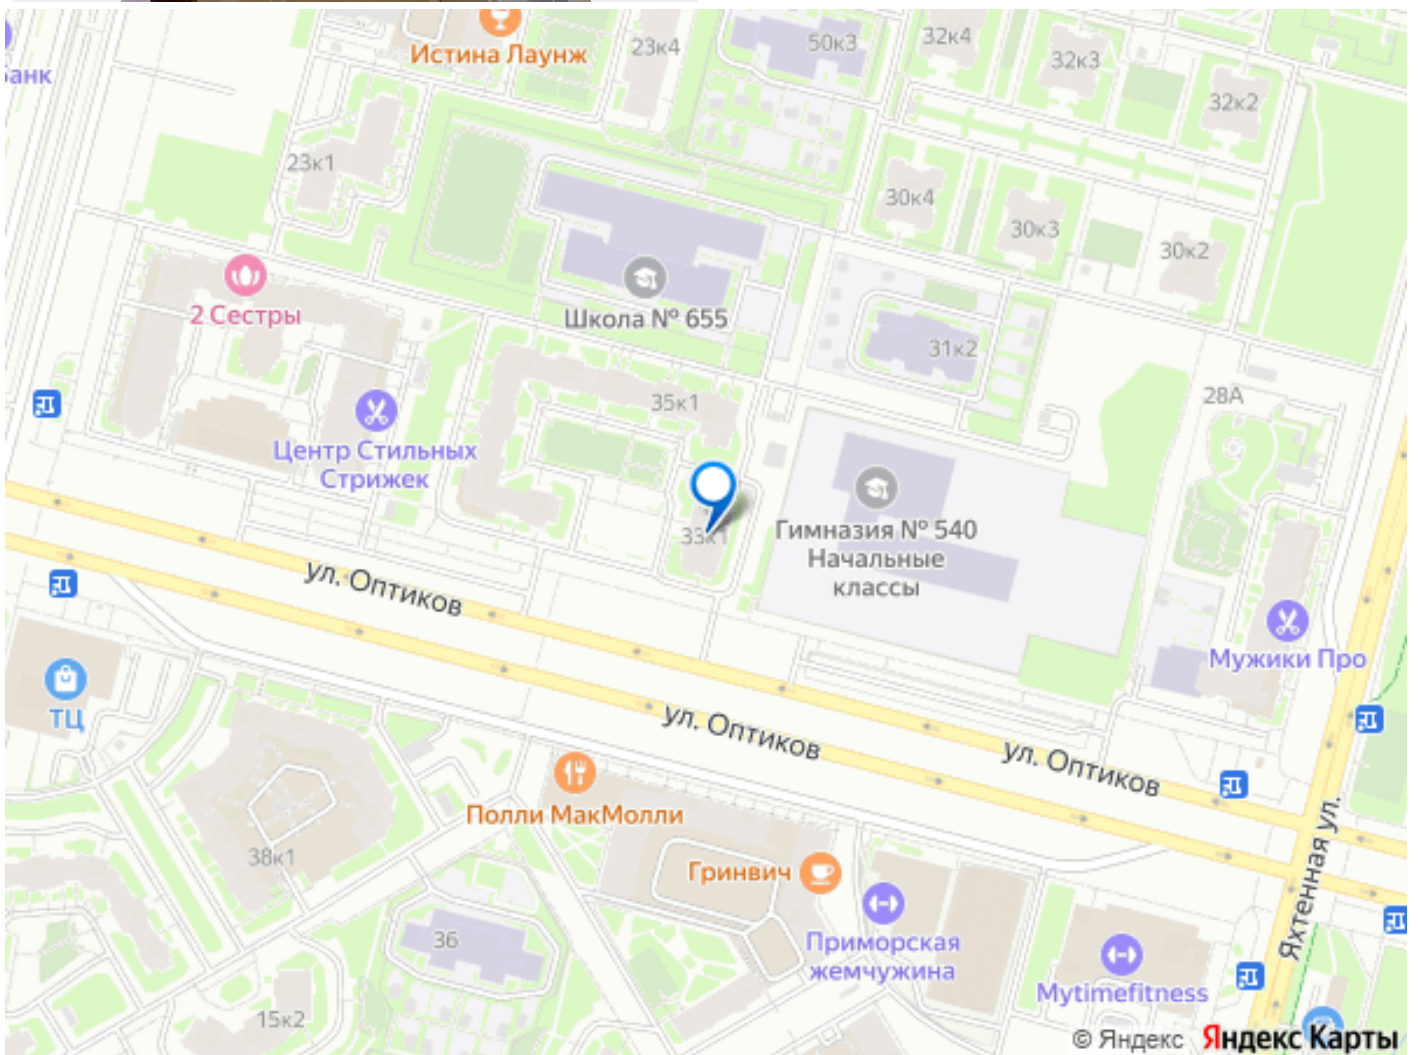 Истина Лаунж
23к4
50к3
32к4
32к3
32к2
анк
23к1
30к4
30к3
30к2
2 Сестры
Школа № 655
31к2
35к1
28А
Центр Стильных
Стрижек
33к1
Гимназия № 540
Начальные
классы
ул. Оптиков
Мужики Про
ТЦ
ул. Оптиков
ул. Оптиков
Полли МакМолли
38к1
Гринвич
Яхтенная ул.
36
Приморская
жемчужина
Mytimefitness
15к2
© Яндекс Яндекс Карты